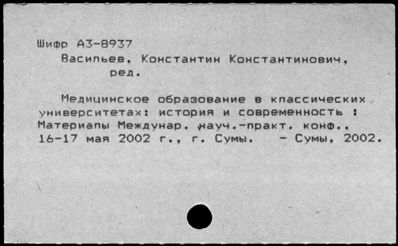 Шифр А3-8937
Васильев, Константин Константинович,
ред.
Медицинское образование в классических
университетах: история и современность :
Материалы Междунар. науч.-практ. конф.,
16-17 мая 2002 г., г. Сумы. - Сумы, 2002.